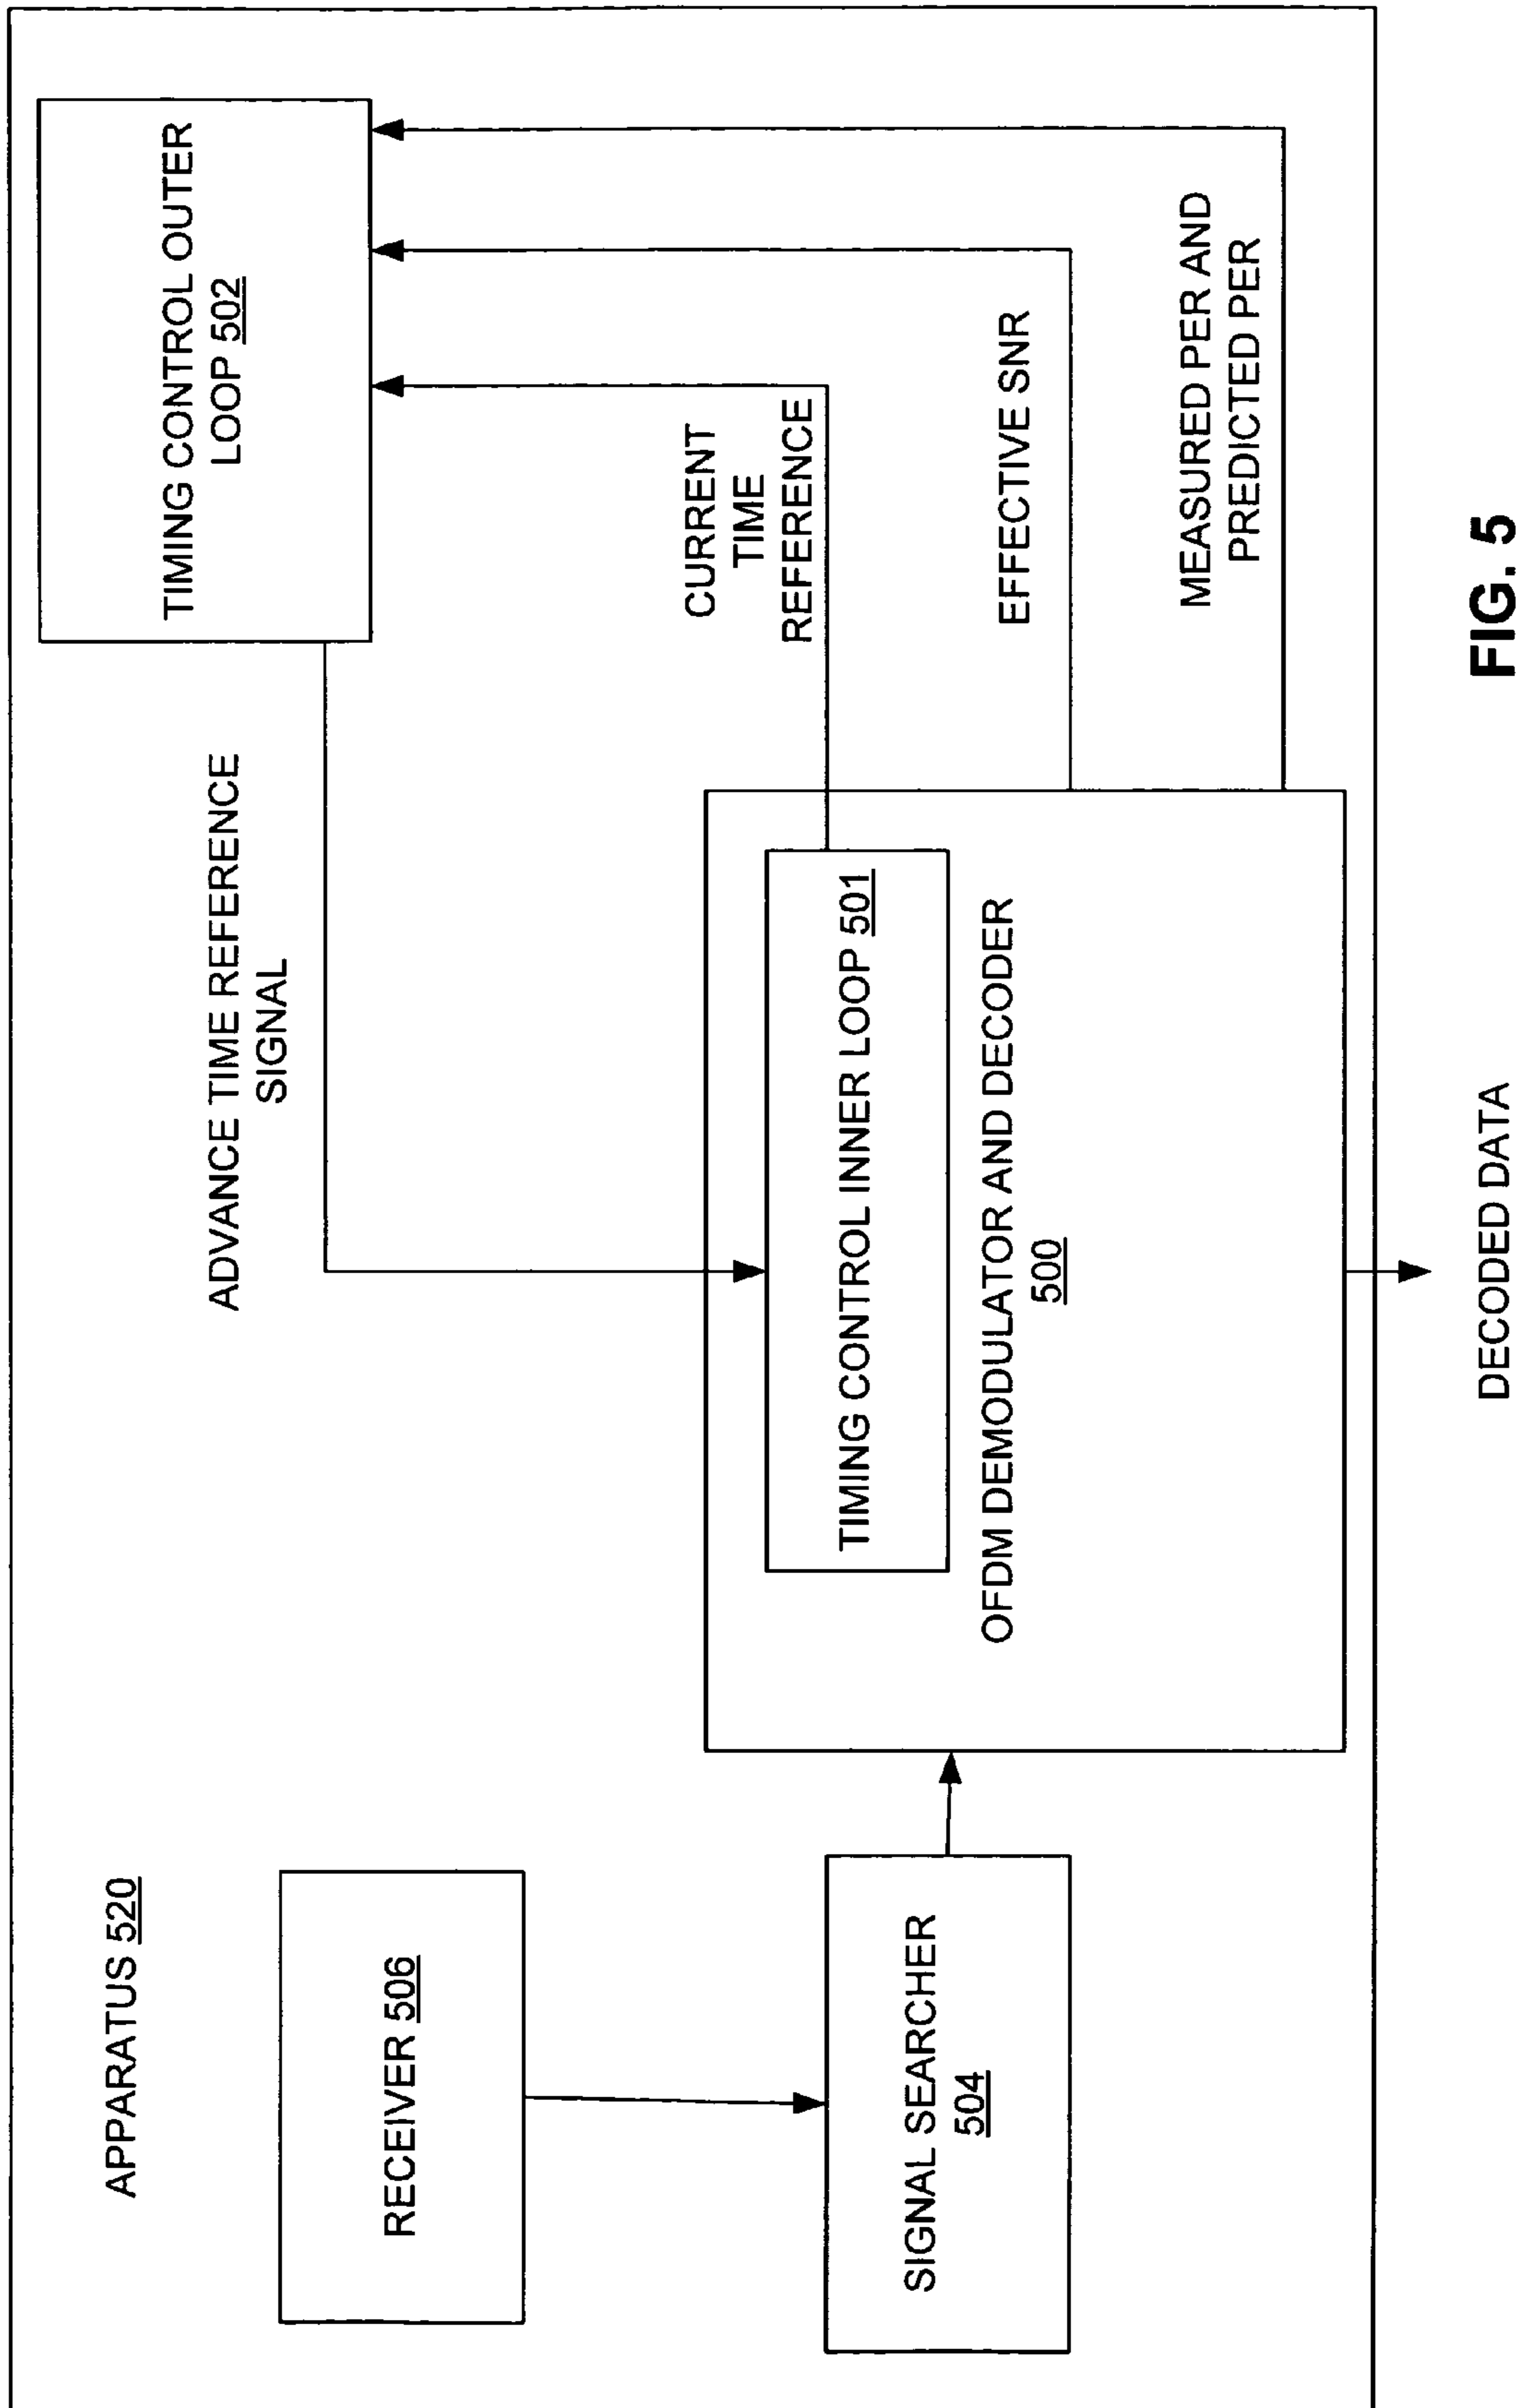 APPARATUS 520
RECEIVER 506
SIGNAL SEARCHER
504
ADVANCE TIME REFERENCE
SIGNAL
TIMING CONTROL INNER LOOP 501
OFDM DEMODULATOR AND DECODER
500
TIMING CONTROL OUTER
LOOP 502
CURRENT
TIME
REFERENCE
EFFECTIVE SNR
MEASURED PER AND
PREDICTED PER
DECODED DATA
FIG. 5